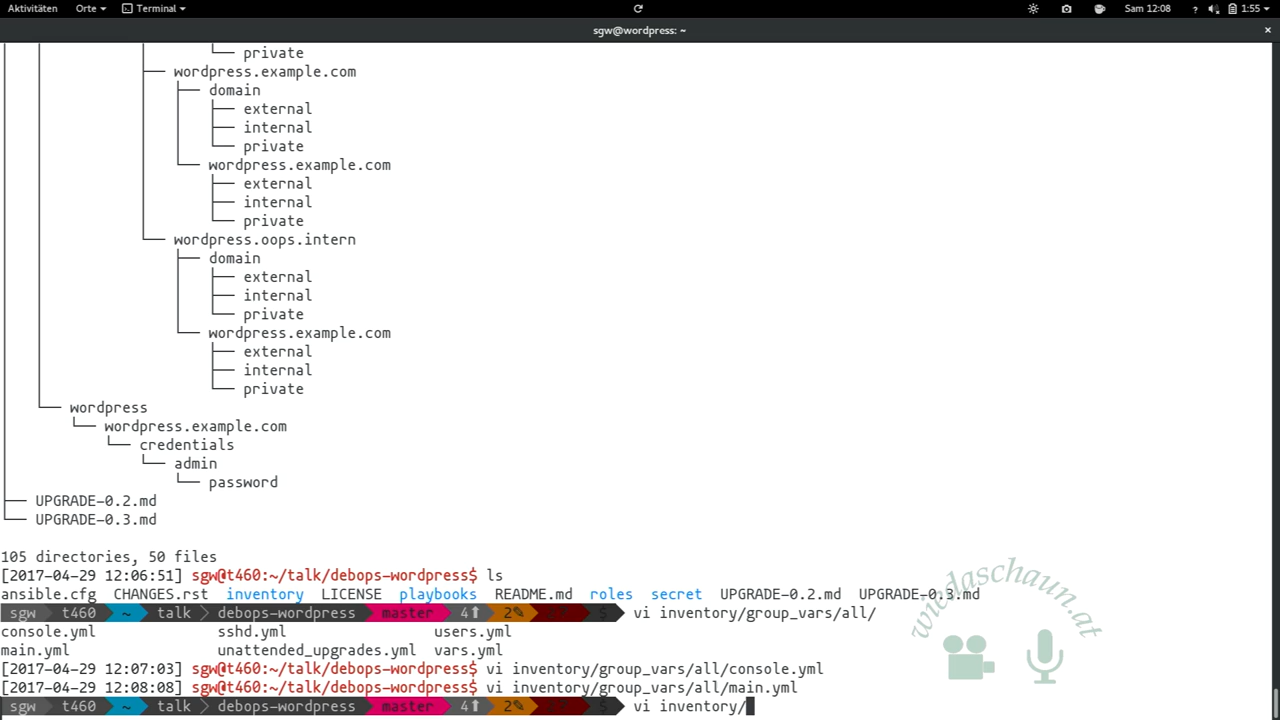 Aktivitäten Orte Terminal Sam 12:08 ? 1:55
sgw@wordpress: ~ ×
└── private
├── wordpress.example.com
├── domain
├── external
├── internal
└── private
└── wordpress.example.com
├── external
├── internal
└── private
└── wordpress.oops.intern
├── domain
├── external
├── internal
└── private
└── wordpress.example.com
├── external
├── internal
└── private
└── wordpress
└── wordpress.example.com
└── credentials
└── admin
└── password
├── UPGRADE-0.2.md
└── UPGRADE-0.3.md
105 directories, 50 files
[2017-04-29 12:06:51] sgw@t460:~/talk/debops-wordpress$ ls
ansible.cfg CHANGES.rst inventory LICENSE playbooks README.md roles secret UPGRADE-0.2.md UPGRADE-0.3.md
sgw t460 ~ talk debops-wordpress master 4⬆ 2✎ $ vi inventory/group_vars/all/
console.yml sshd.yml users.yml
main.yml unattended_upgrades.yml vars.yml
[2017-04-29 12:07:03] sgw@t460:~/talk/debops-wordpress$ vi inventory/group_vars/all/console.yml
[2017-04-29 12:08:08] sgw@t460:~/talk/debops-wordpress$ vi inventory/group_vars/all/main.yml
sgw t460 ~ talk debops-wordpress master 4⬆ 2✎ $ vi inventory/
wiedaschaun.at